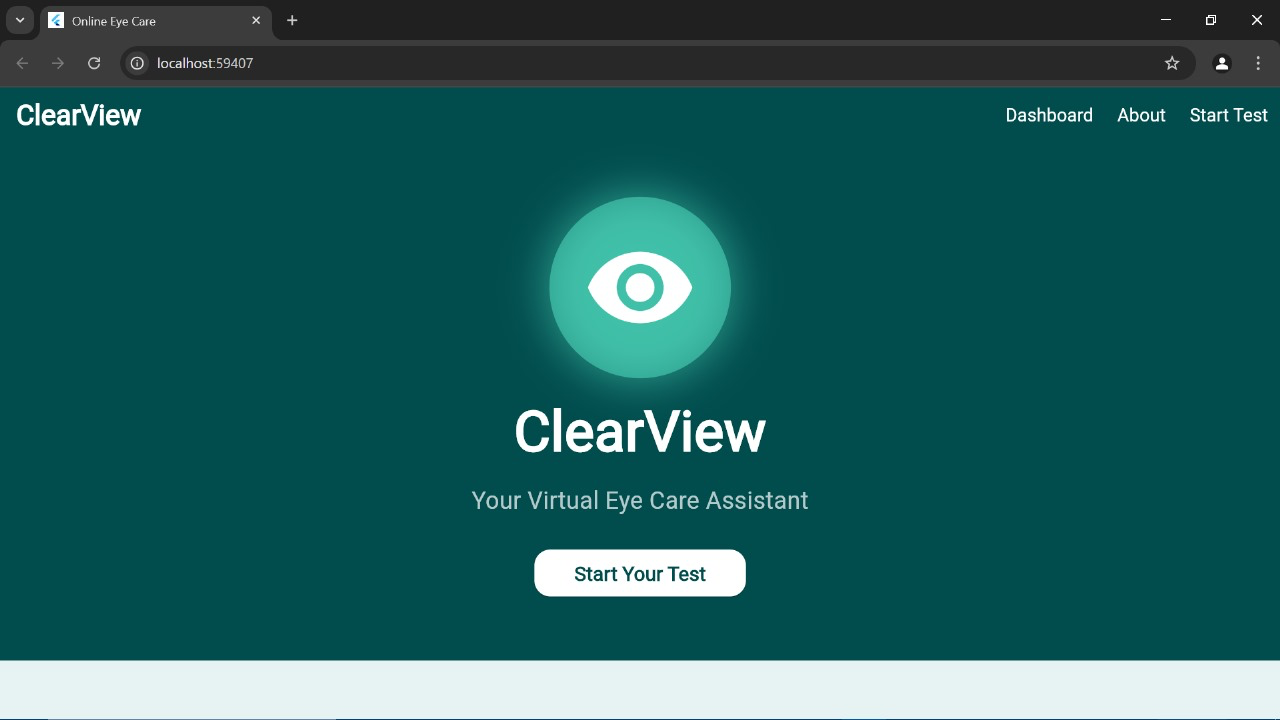 Online Eye Care
localhost:59407
ClearView
Dashboard About Start Test
ClearView
Your Virtual Eye Care Assistant
Start Your Test